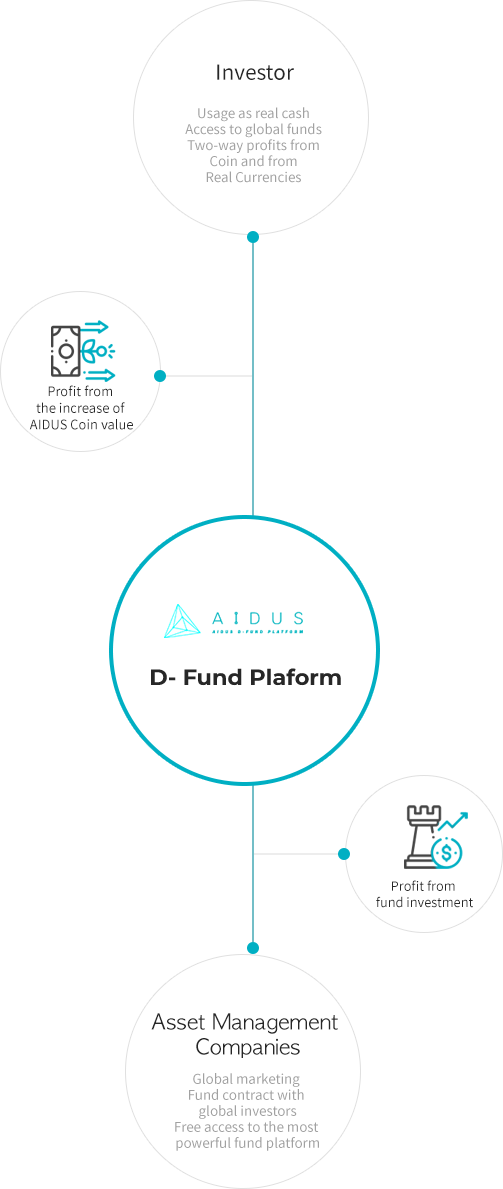 Investor
Usage as real cash
Access to global funds
Two-way profits from
Coin and from
Real Currencies
Profit from
the increase of
AIDUS Coin value
AIDUS
AIDUS D-FUND PLATFORM
D- Fund Plaform
$
Profit from
fund investment
Asset Management
Companies
Global marketing
Fund contract with
global investors
Free access to the most
powerful fund platform